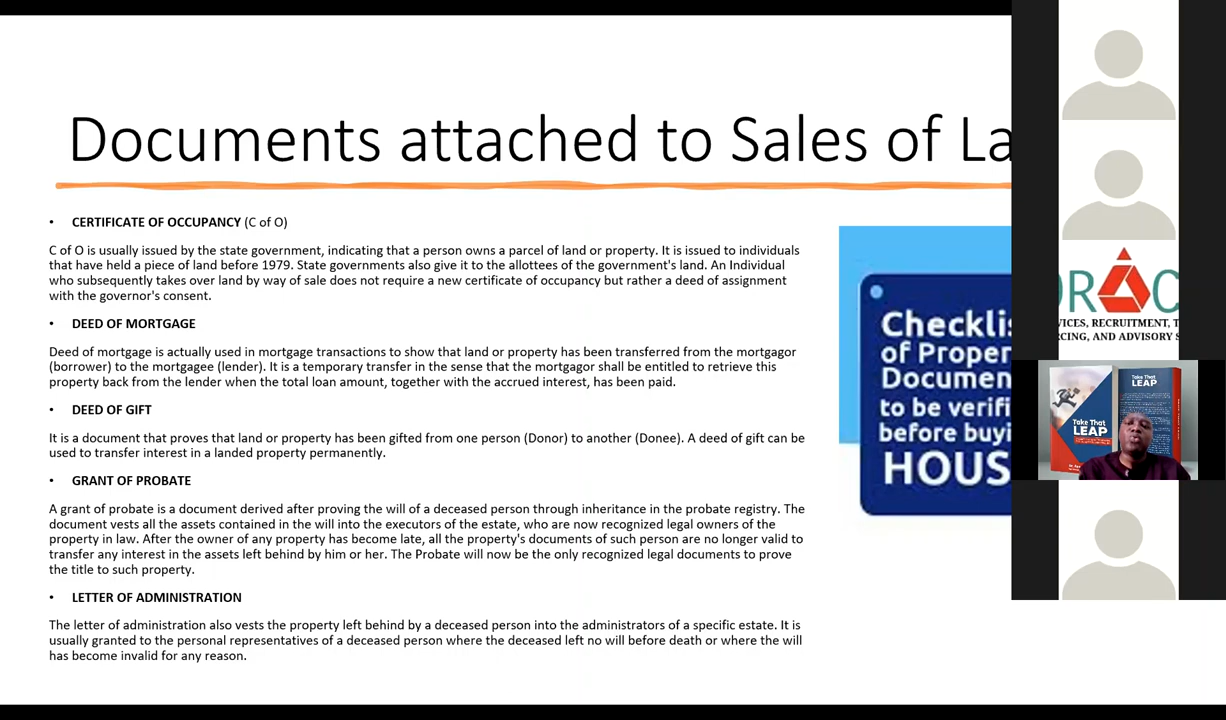 Documents attached to Sales of La
• CERTIFICATE OF OCCUPANCY (C of O)
C of O is usually issued by the state government, indicating that a person owns a parcel of land or property. It is issued to individuals
that have held a piece of land before 1979. State governments also give it to the allottees of the government's land. An Individual
who subsequently takes over land by way of sale does not require a new certificate of occupancy but rather a deed of assignment
with the governor's consent.
• DEED OF MORTGAGE
Deed of mortgage is actually used in mortgage transactions to show that land or property has been transferred from the mortgagor
(borrower) to the mortgagee (lender). It is a temporary transfer in the sense that the mortgagor shall be entitled to retrieve this
property back from the lender when the total loan amount, together with the accrued interest, has been paid.
• DEED OF GIFT
It is a document that proves that land or property has been gifted from one person (Donor) to another (Donee). A deed of gift can be
used to transfer interest in a landed property permanently.
• GRANT OF PROBATE
A grant of probate is a document derived after proving the will of a deceased person through inheritance in the probate registry. The
document vests all the assets contained in the will into the executors of the estate, who are now recognized legal owners of the
property in law. After the owner of any property has become late, all the property's documents of such person are no longer valid to
transfer any interest in the assets left behind by him or her. The Probate will now be the only recognized legal documents to prove
the title to such property.
• LETTER OF ADMINISTRATION
The letter of administration also vests the property left behind by a deceased person into the administrators of a specific estate. It is
usually granted to the personal representatives of a deceased person where the deceased left no will before death or where the will
has become invalid for any reason.
Checklis
of Proper
Documen
to be verifi
before buyi
HOUS
RAC
VICES, RECRUITMENT, T
CING, AND ADVISORY S
Take That
LEAP
Take That
LEAP